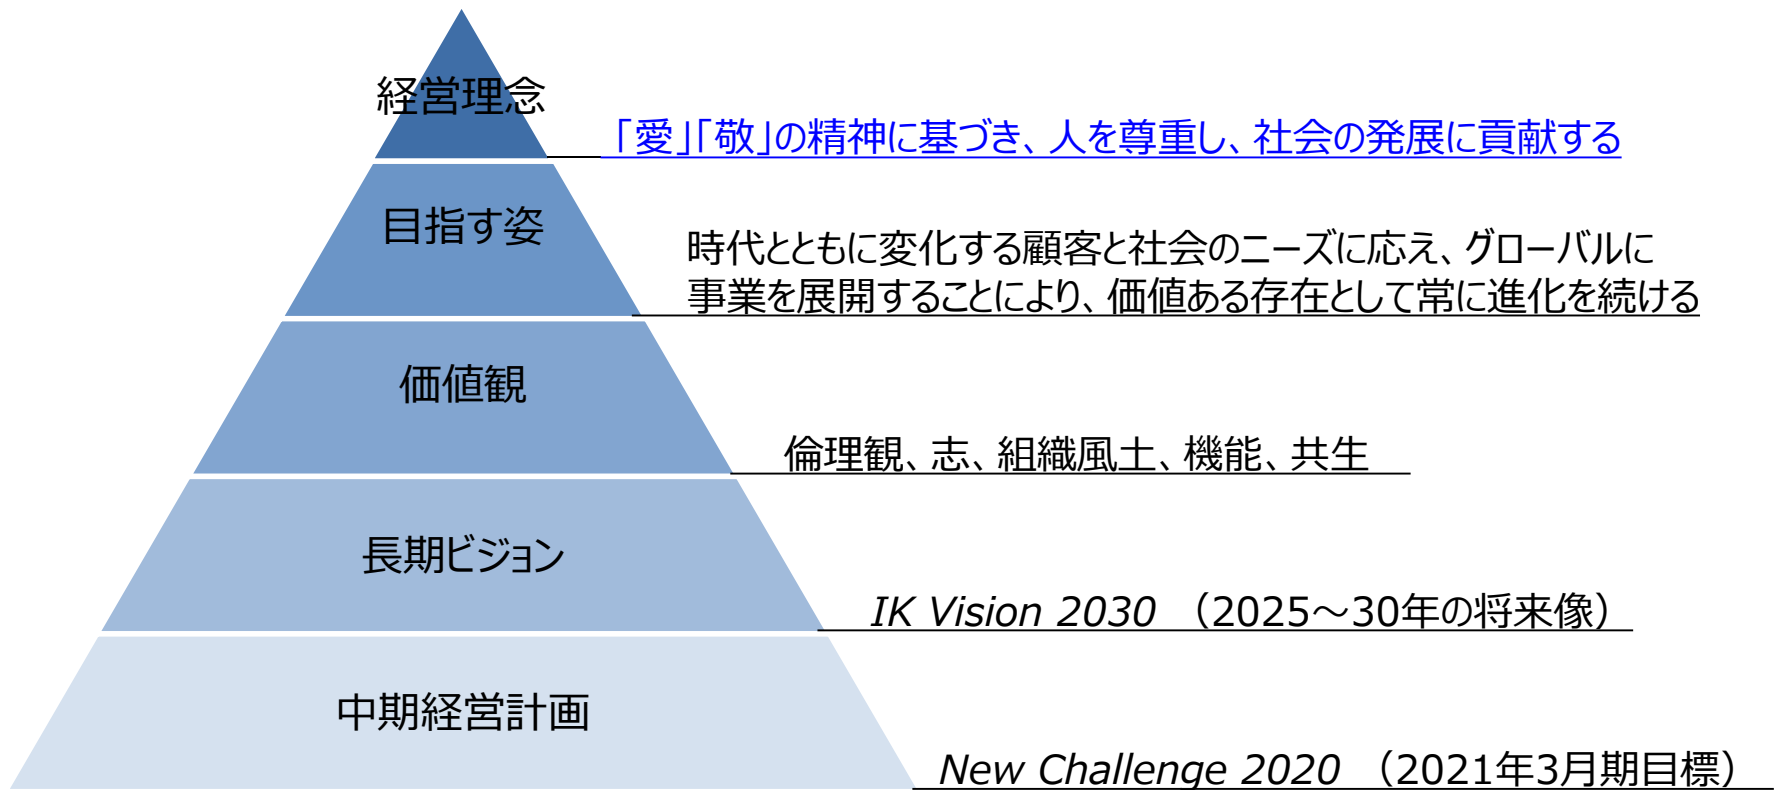 経営理念
「愛」「敬」の精神に基づき、人を尊重し、社会の発展に貢献する
目指す姿
時代とともに変化する顧客と社会のニーズに応え、グローバルに
事業を展開することにより、価値ある存在として常に進化を続ける
価値観
倫理観、志、組織風土、機能、共生
長期ビジョン
IK Vision 2030 （2025～30年の将来像）
中期経営計画
New Challenge 2020 （2021年3月期目標）